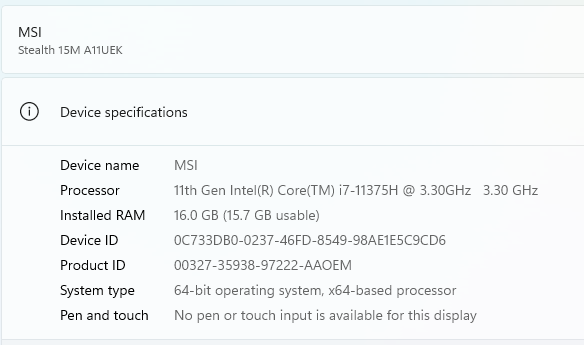 MSI
Stealth 15M A11UEK
Device specifications
Device name MSI
Processor 11th Gen Intel(R) Core(TM) i7-11375H @ 3.30GHz 3.30 GHz
Installed RAM 16.0 GB (15.7 GB usable)
Device ID 0C733DB0-0237-46FD-8549-98AE1E5C9CD6
Product ID 00327-35938-97222-AAOEM
System type 64-bit operating system, x64-based processor
Pen and touch No pen or touch input is available for this display